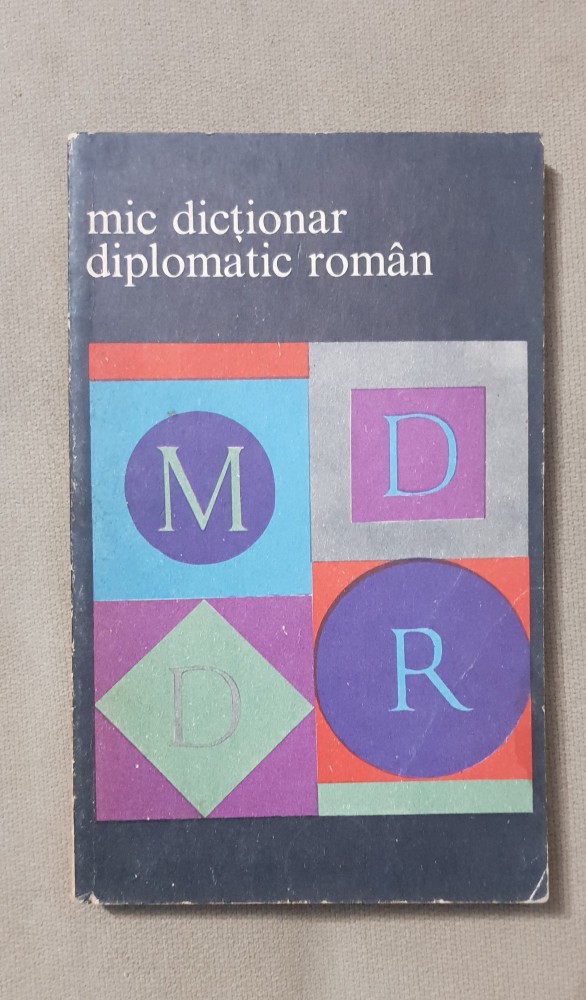 mic dicționar
diplomatic român
M D
D R